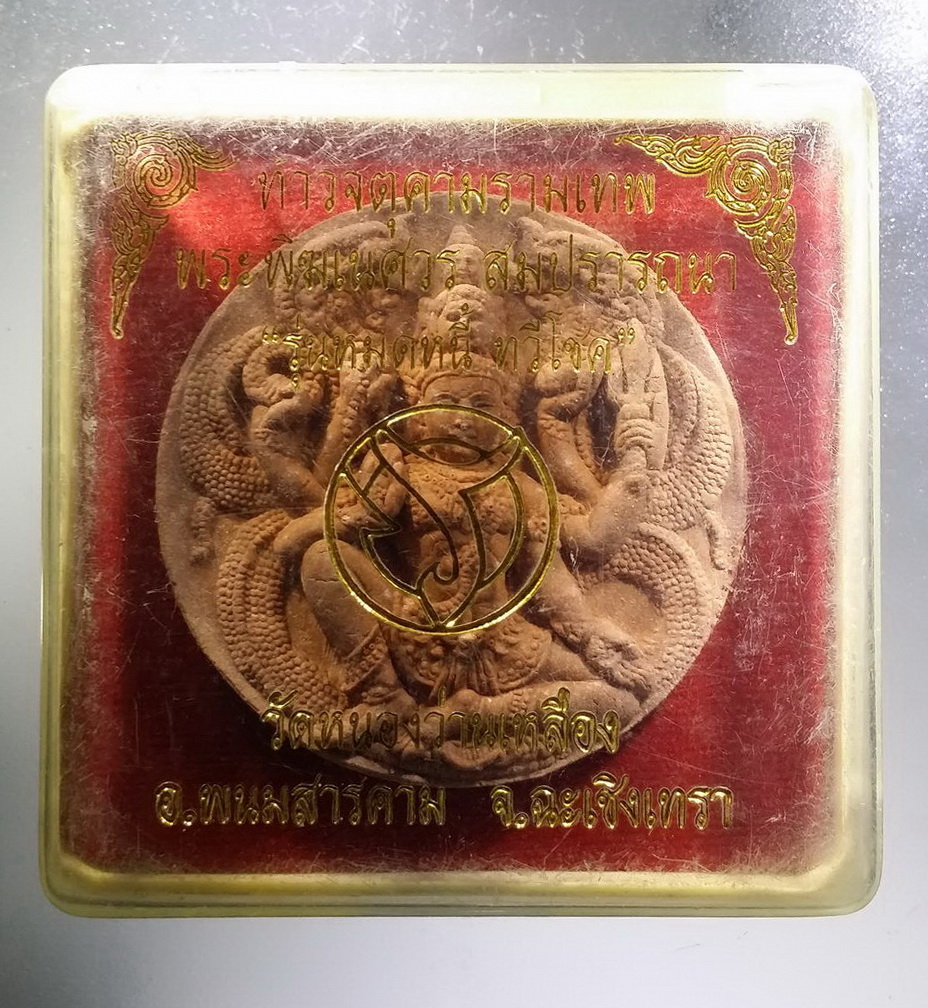 ท้าวจตุคามรามเทพ
พระพิฆเนศวร สมปรารถนา
“รุ่นหมดหนี้ ทวีโชค”
วัดหนองว่านเหลือง
อ.พนมสารคาม จ.ฉะเชิงเทรา